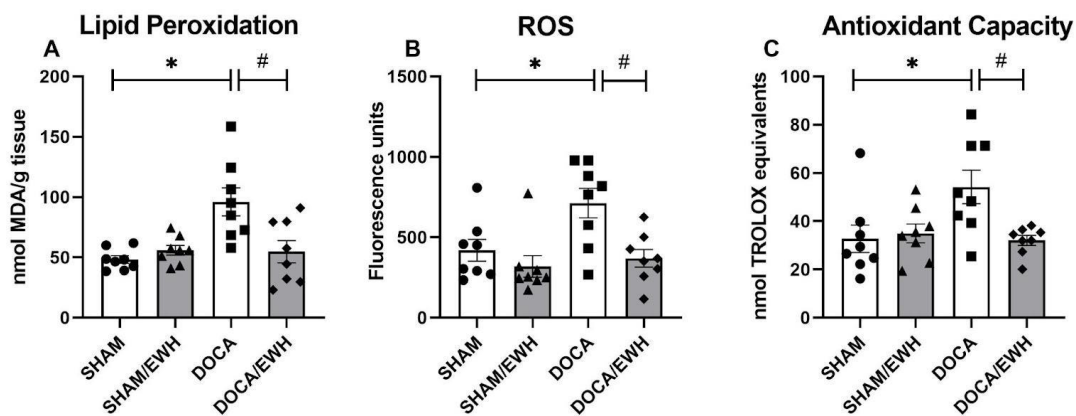 Lipid Peroxidation
A
*
#
nmol MDA/g tissue
200
150
100
50
0
SHAM
SHAM/EWH
DOCA
DOCA/EWH
ROS
B
*
#
Fluorescence units
1500
1000
500
0
SHAM
SHAM/EWH
DOCA
DOCA/EWH
Antioxidant Capacity
C
*
#
nmol TROLOX equivalents
100
80
60
40
20
0
SHAM
SHAM/EWH
DOCA
DOCA/EWH